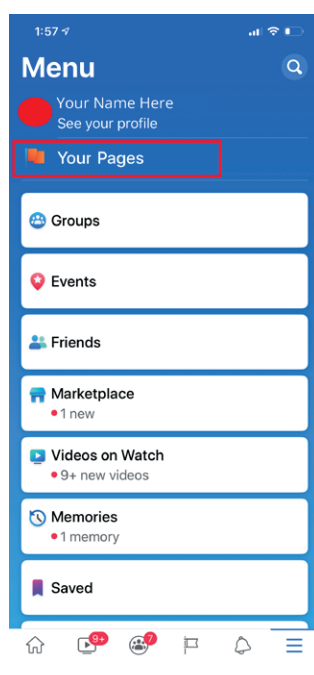 1:57
Menu
Your Name Here
See your profile
Your Pages
Groups
Events
Friends
Marketplace
1 new
Videos on Watch
9+ new videos
Memories
1 memory
Saved
9+
7